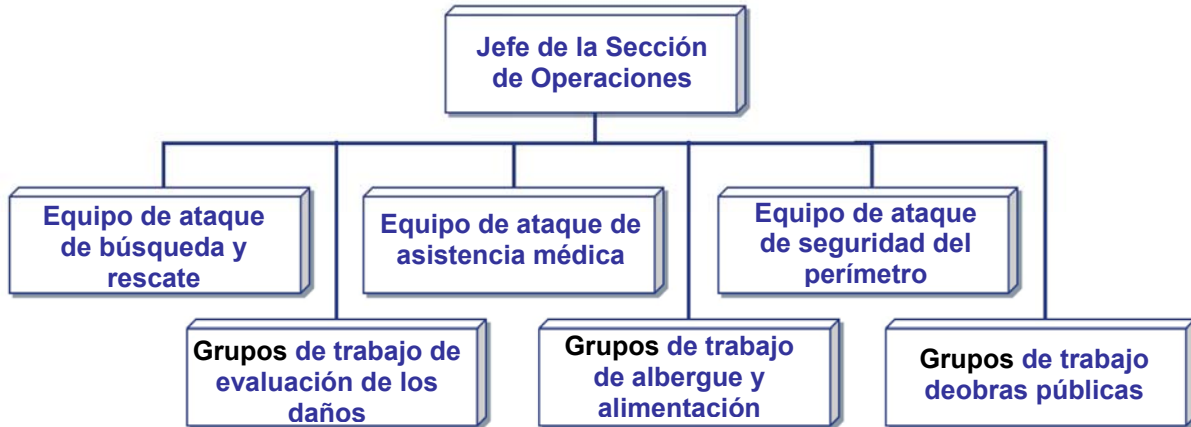 Jefe de la Sección
de Operaciones
Equipo de ataque
de búsqueda y
rescate
Equipo de ataque de
asistencia médica
Equipo de ataque
de seguridad del
perímetro
Grupos de trabajo de
evaluación de los
daños
Grupos de trabajo
de albergue y
alimentación
Grupos de trabajo
deobras públicas